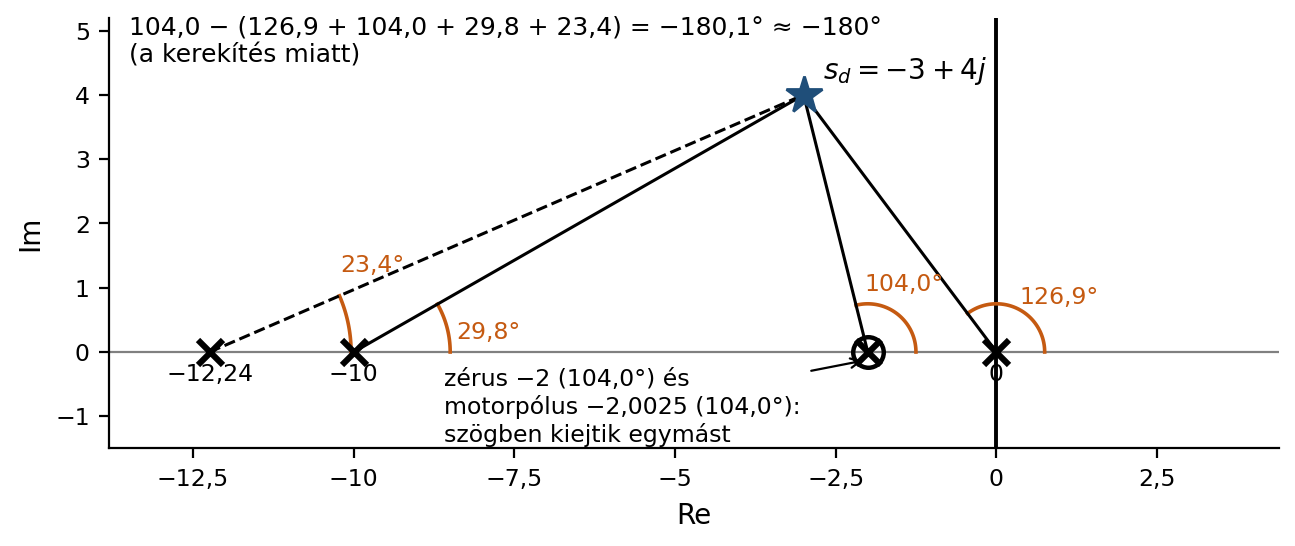 104,0 − (126,9 + 104,0 + 29,8 + 23,4) = −180,1° ≈ −180°
(a kerekítés miatt)
s_d = −3 + 4j
5
4
3
2
1
0
−1
Im
23,4°
29,8°
104,0°
126,9°
−12,24
−10
0
zérus −2 (104,0°) és
motorpólus −2,0025 (104,0°):
szögben kiejtik egymást
−12,5
−10
−7,5
−5
−2,5
0
2,5
Re